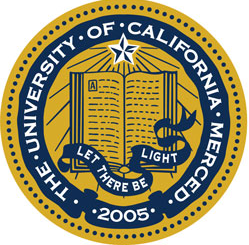 ·THE·UNIVERSITY·OF·CALIFORNIA·MERCED·
A
LET THERE BE LIGHT
·2005·